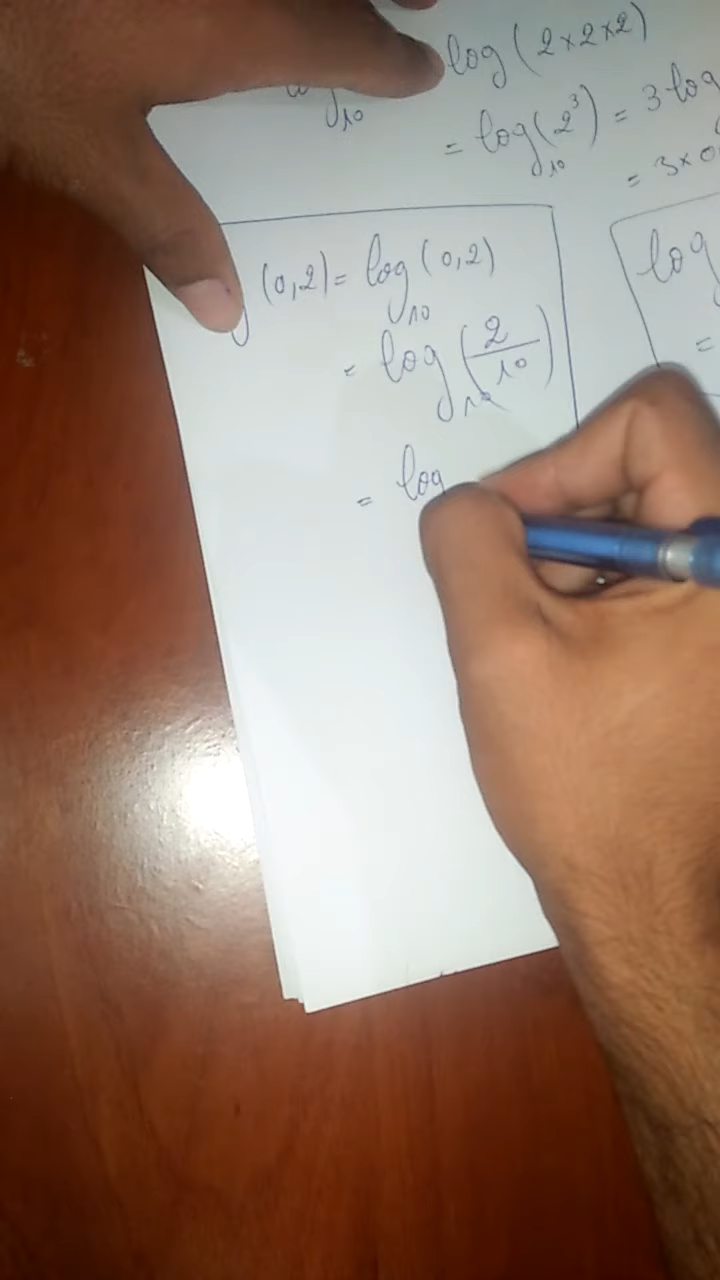 log(2×2×2)
10
= log₁₀(2³) = 3 log
= 3×0
(0,2) = log₁₀(0,2)
= log₁₀(2/10)
= log
log
=